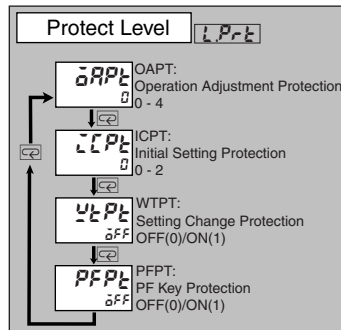 Protect Level
L.Prt
oAPt
0
OAPT:
Operation Adjustment Protection
0 - 4
iCPt
0
ICPT:
Initial Setting Protection
0 - 2
WtPt
oFF
WTPT:
Setting Change Protection
OFF(0)/ON(1)
PFPt
oFF
PFPT:
PF Key Protection
OFF(0)/ON(1)